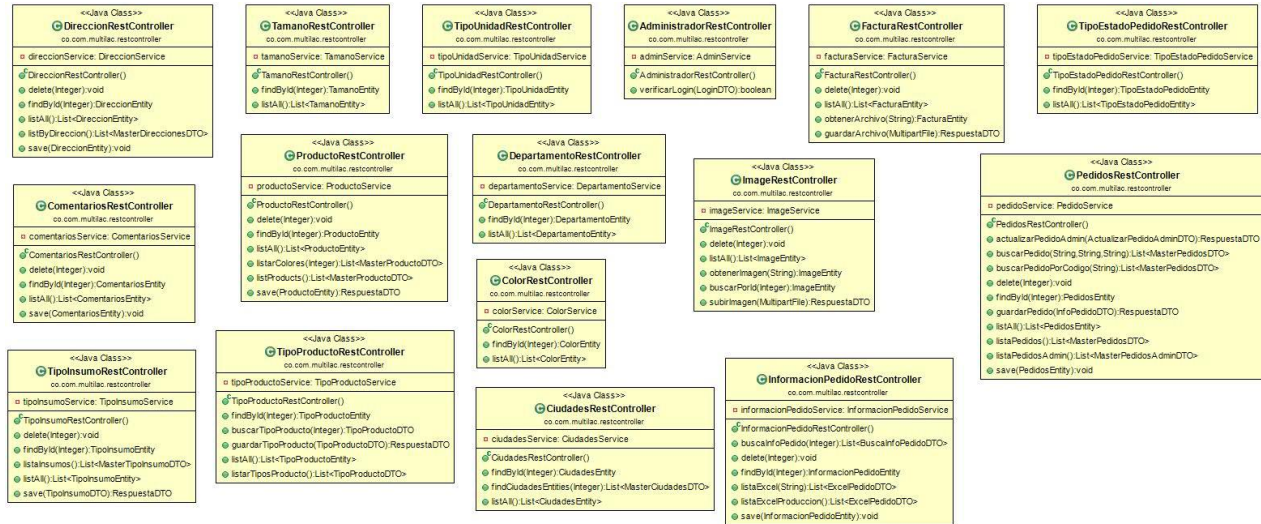 <<Java Class>>
DireccionRestController
co.com.multilac.restcontroller
direccionService: DireccionService
DireccionRestController()
delete(Integer):void
findById(Integer):DireccionEntity
listAll():List<DireccionEntity>
listByDireccion():List<MasterDireccionesDTO>
save(DireccionEntity):void
<<Java Class>>
TamanoRestController
co.com.multilac.restcontroller
tamanoService: TamanoService
TamanoRestController()
findById(Integer):TamanoEntity
listAll():List<TamanoEntity>
<<Java Class>>
TipoUnidadRestController
co.com.multilac.restcontroller
tipoUnidadService: TipoUnidadService
TipoUnidadRestController()
findById(Integer):TipoUnidadEntity
listAll():List<TipoUnidadEntity>
<<Java Class>>
AdministradorRestController
co.com.multilac.restcontroller
adminService: AdminService
AdministradorRestController()
verificarLogin(LoginDTO):boolean
<<Java Class>>
FacturaRestController
co.com.multilac.restcontroller
facturaService: FacturaService
FacturaRestController()
delete(Integer):void
listAll():List<FacturaEntity>
obtenerArchivo(String):FacturaEntity
guardarArchivo(MultipartFile):RespuestaDTO
<<Java Class>>
TipoEstadoPedidoRestController
co.com.multilac.restcontroller
tipoEstadoPedidoService: TipoEstadoPedidoService
TipoEstadoPedidoRestController()
findById(Integer):TipoEstadoPedidoEntity
listAll():List<TipoEstadoPedidoEntity>
<<Java Class>>
ProductoRestController
co.com.multilac.restcontroller
productoService: ProductoService
ProductoRestController()
delete(Integer):void
findById(Integer):ProductoEntity
listAll():List<ProductoEntity>
listarColores(Integer):List<MasterProductoDTO>
listProducts():List<MasterProductoDTO>
save(ProductoEntity):RespuestaDTO
<<Java Class>>
DepartamentoRestController
co.com.multilac.restcontroller
departamentoService: DepartamentoService
DepartamentoRestController()
findById(Integer):DepartamentoEntity
listAll():List<DepartamentoEntity>
<<Java Class>>
ImageRestController
co.com.multilac.restcontroller
imageService: ImageService
ImageRestController()
delete(Integer):void
listAll():List<ImageEntity>
obtenerImagen(String):ImageEntity
buscarPorId(Integer):ImageEntity
subirImagen(MultipartFile):RespuestaDTO
<<Java Class>>
PedidosRestController
co.com.multilac.restcontroller
pedidoService: PedidoService
PedidosRestController()
actualizarPedidoAdmin(ActualizarPedidoAdminDTO):RespuestaDTO
buscarPedido(String,String,String):List<MasterPedidosDTO>
buscarPedidoPorCodigo(String):List<MasterPedidosDTO>
delete(Integer):void
findById(Integer):PedidosEntity
guardarPedido(InfoPedidoDTO):RespuestaDTO
listAll():List<PedidosEntity>
listaPedidos():List<MasterPedidosDTO>
listaPedidosAdmin():List<MasterPedidosAdminDTO>
save(PedidosEntity):void
<<Java Class>>
ComentariosRestController
co.com.multilac.restcontroller
comentariosService: ComentariosService
ComentariosRestController()
delete(Integer):void
findById(Integer):ComentariosEntity
listAll():List<ComentariosEntity>
save(ComentariosEntity):void
<<Java Class>>
ColorRestController
co.com.multilac.restcontroller
colorService: ColorService
ColorRestController()
findById(Integer):ColorEntity
listAll():List<ColorEntity>
<<Java Class>>
TipoInsumoRestController
co.com.multilac.restcontroller
tipoInsumoService: TipoInsumoService
TipoInsumoRestController()
delete(Integer):void
findById(Integer):TipoInsumoEntity
listaInsumos():List<MasterTipoInsumoDTO>
listAll():List<TipoInsumoEntity>
save(TipoInsumoDTO):RespuestaDTO
<<Java Class>>
TipoProductoRestController
co.com.multilac.restcontroller
tipoProductoService: TipoProductoService
TipoProductoRestController()
findById(Integer):TipoProductoEntity
buscarTipoProducto(Integer):TipoProductoDTO
guardarTipoProducto(TipoProductoDTO):RespuestaDTO
listAll():List<TipoProductoEntity>
listarTiposProducto():List<TipoProductoDTO>
<<Java Class>>
CiudadesRestController
co.com.multilac.restcontroller
ciudadesService: CiudadesService
CiudadesRestController()
findById(Integer):CiudadesEntity
findCiudadesEntities(Integer):List<MasterCiudadesDTO>
listAll():List<CiudadesEntity>
<<Java Class>>
InformacionPedidoRestController
co.com.multilac.restcontroller
informacionPedidoService: InformacionPedidoService
InformacionPedidoRestController()
buscaInfoPedido(Integer):List<BuscaInfoPedidoDTO>
delete(Integer):void
findById(Integer):InformacionPedidoEntity
listaExcel(String):List<ExcelPedidoDTO>
listaExcelProduccion():List<ExcelPedidoDTO>
save(InformacionPedidoEntity):void